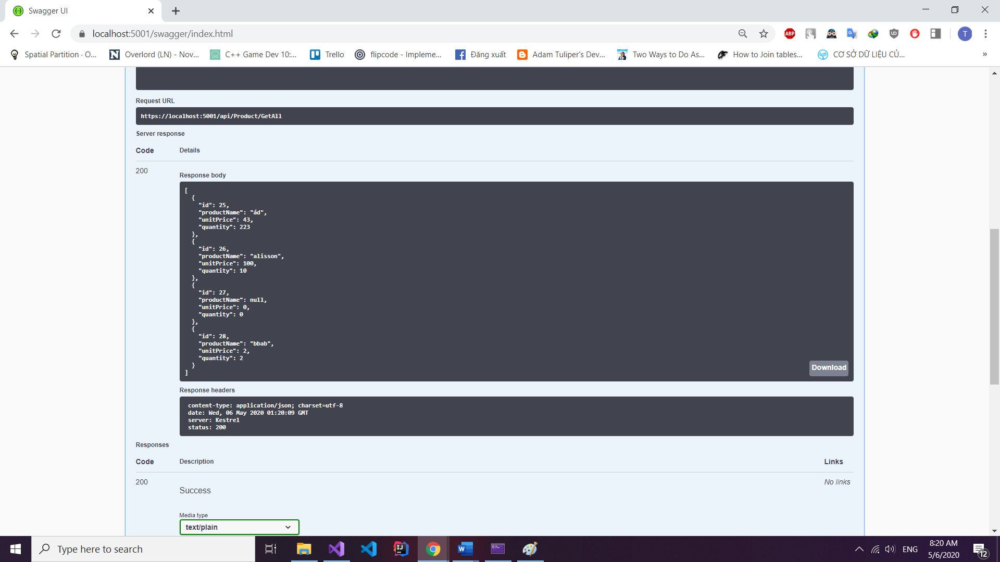 Swagger UI
localhost:5001/swagger/index.html
ABP
T
Spatial Partition · O...
Overlord (LN) - Nov...
C++ Game Dev 10:...
Trello
flipcode - Impleme...
Đăng xuất
Adam Tuliper's Dev...
Two Ways to Do As...
How to Join tables...
CƠ SỞ DỮ LIỆU CỦ...
»
Request URL
https://localhost:5001/api/Product/GetAll
Server response
Code Details
200
Response body
[
{
"id": 25,
"productName": "ád",
"unitPrice": 43,
"quantity": 223
},
{
"id": 26,
"productName": "alisson",
"unitPrice": 100,
"quantity": 10
},
{
"id": 27,
"productName": null,
"unitPrice": 0,
"quantity": 0
},
{
"id": 28,
"productName": "bbab",
"unitPrice": 2,
"quantity": 2
}
]
Download
Response headers
content-type: application/json; charset=utf-8
date: Wed, 06 May 2020 01:20:09 GMT
server: Kestrel
status: 200
Responses
Code Description Links
200 No links
Success
Media type
text/plain
Type here to search
ENG
8:20 AM
5/6/2020
12